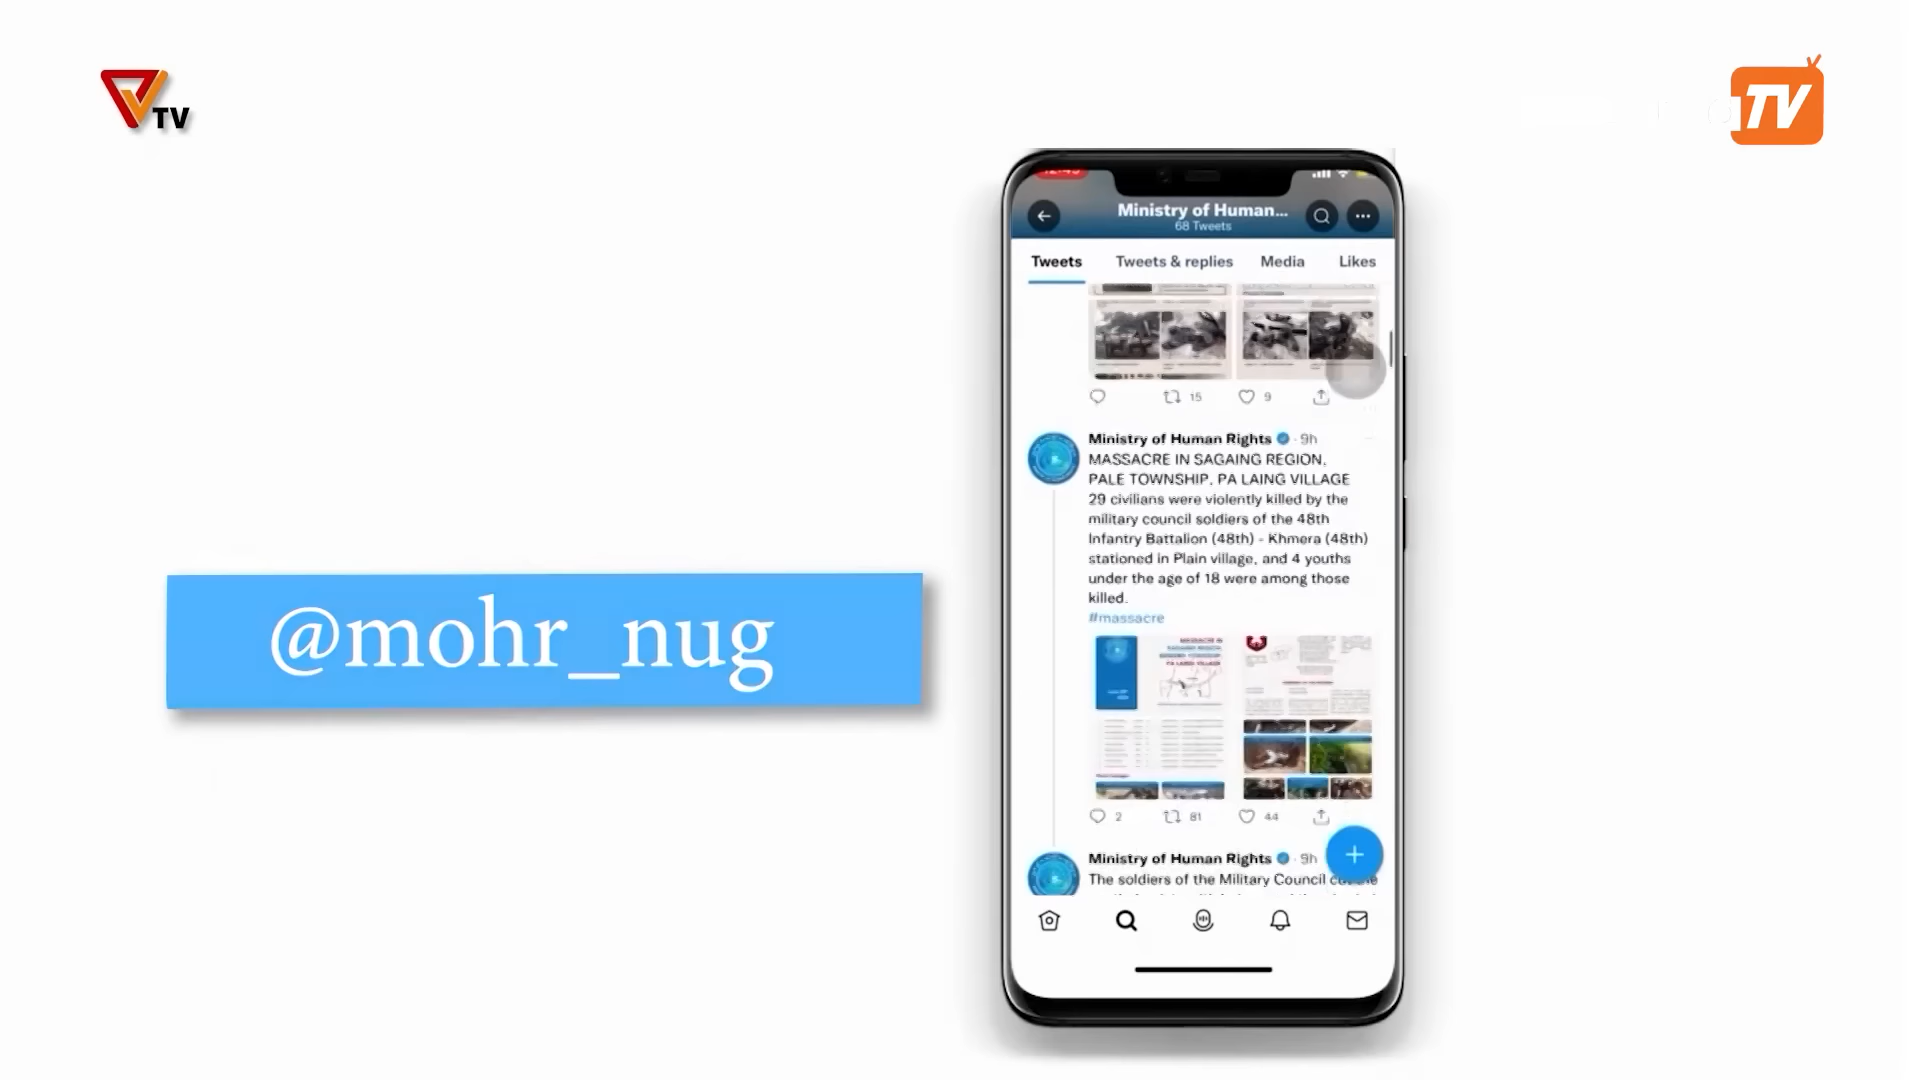 TV
TV
Ministry of Human...
68 Tweets
Tweets
Tweets & replies
Media
Likes
15
9
Ministry of Human Rights · 9h
MASSACRE IN SAGAING REGION,
PALE TOWNSHIP, PA LAING VILLAGE
29 civilians were violently killed by the
military council soldiers of the 48th
Infantry Battalion (48th) - Khmera (48th)
stationed in Plain village, and 4 youths
under the age of 18 were among those
killed.
#massacre
@mohr_nug
2
81
44
Ministry of Human Rights · 9h
The soldiers of the Military Council